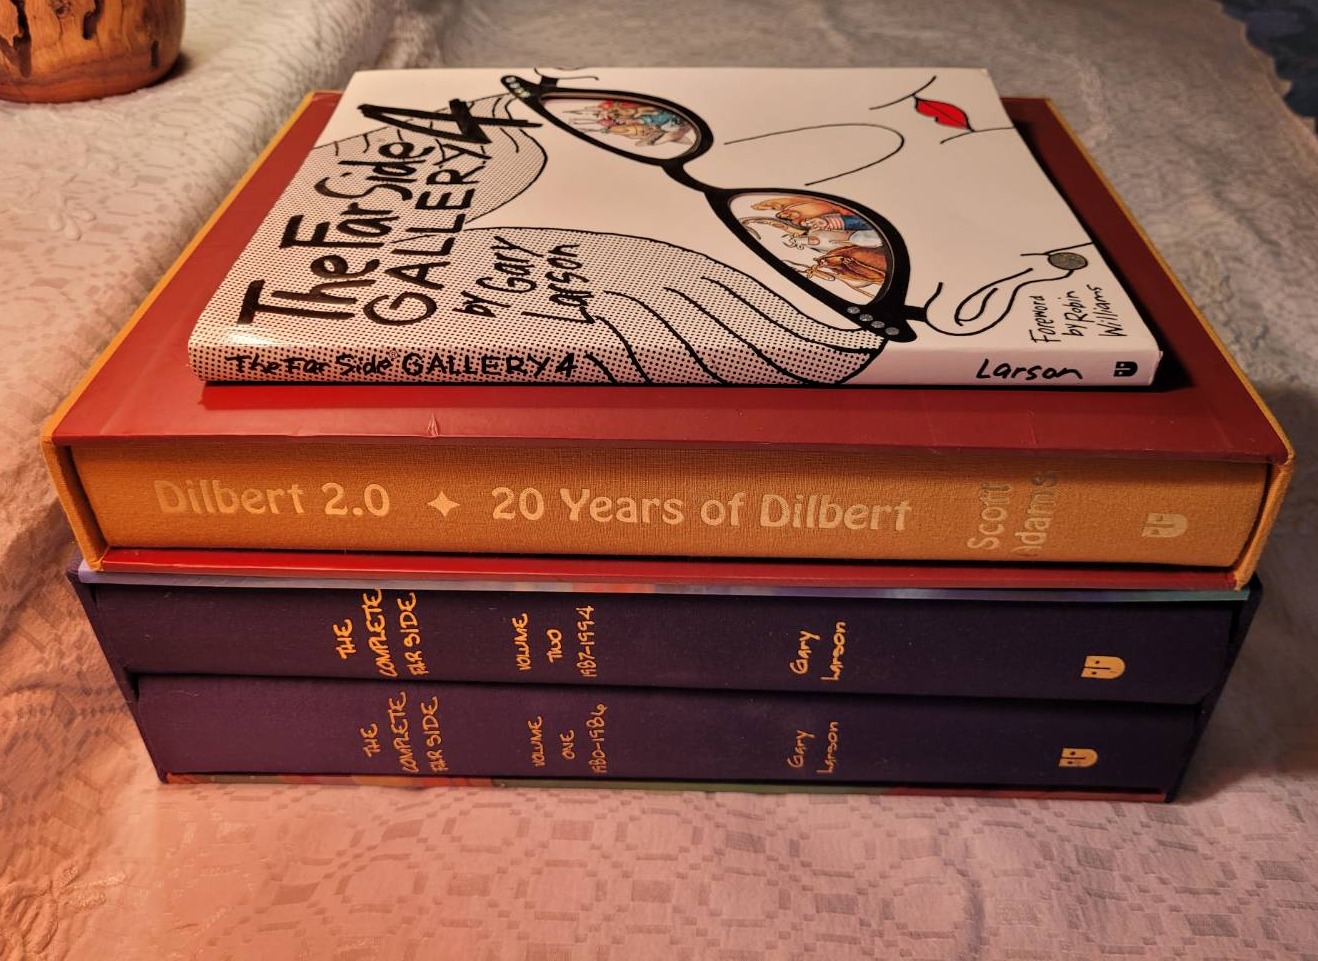 The Far Side 4
GALLERY
by Gary
Larson
Foreword
by Robin
Williams
The Far Side GALLERY 4
Larson
Dilbert 2.0 ✦ 20 Years of Dilbert
Scott
Adams
THE
COMPLETE
FAR SIDE
VOLUME
TWO
1987-1994
Gary
Larson
THE
COMPLETE
FAR SIDE
VOLUME
ONE
1980-1986
Gary
Larson